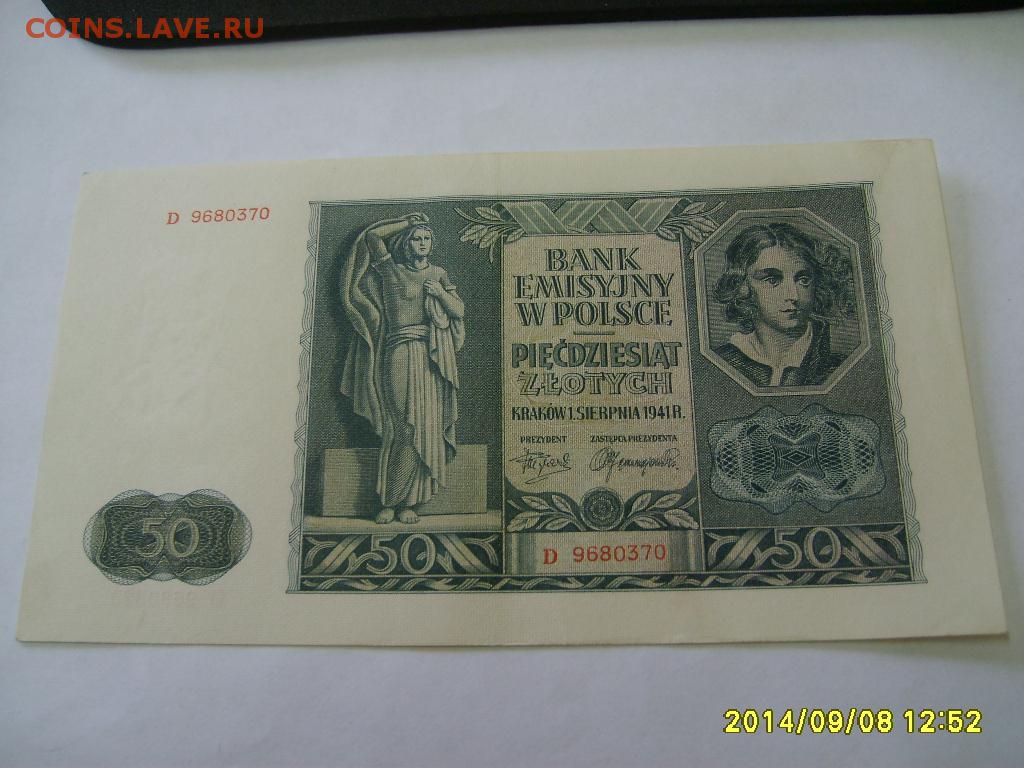 COINS.LAVE.RU
D 9680370
BANK
EMISYJNY
W POLSCE
PIĘĆDZIESIĄT
ZŁOTYCH
KRAKÓW 1. SIERPNIA 1941 R.
PREZYDENT ZASTĘPCA PREZYDENTA
50
50
D 9680370
50
2014/09/08 12:52